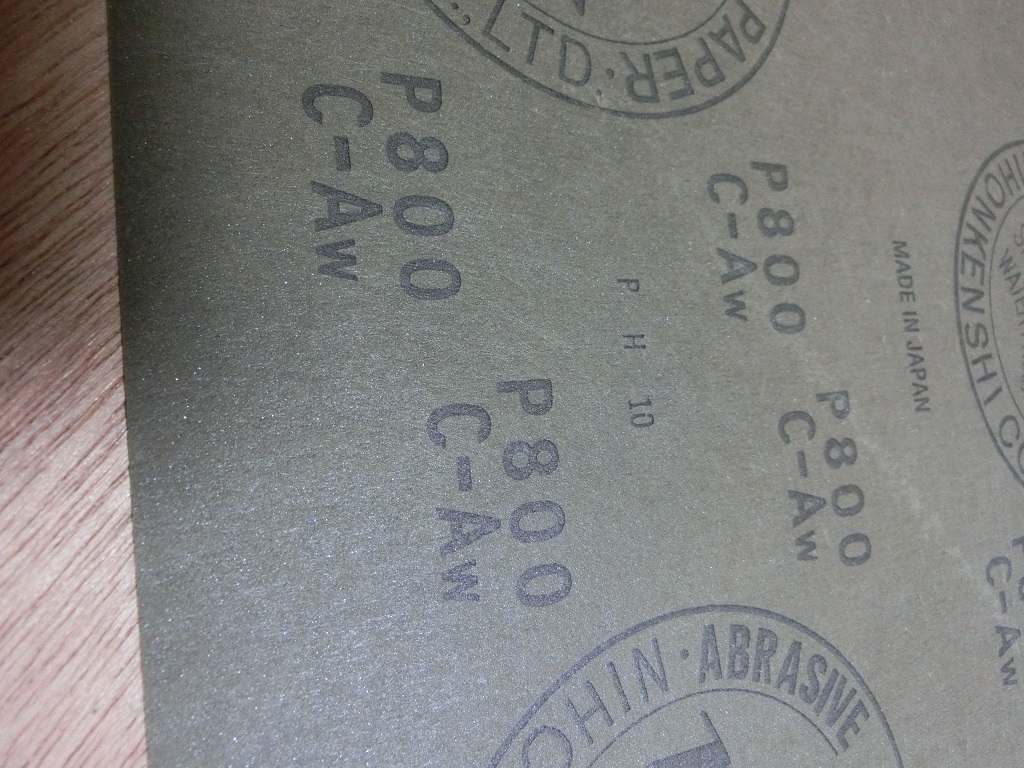 LTD. PAPER
P800
C-Aw
P800
C-Aw
P H 10
MADE IN JAPAN
HONKENSHI CO
P800
C-Aw
P800
C-Aw
C-Aw
OHIN · ABRASIVE